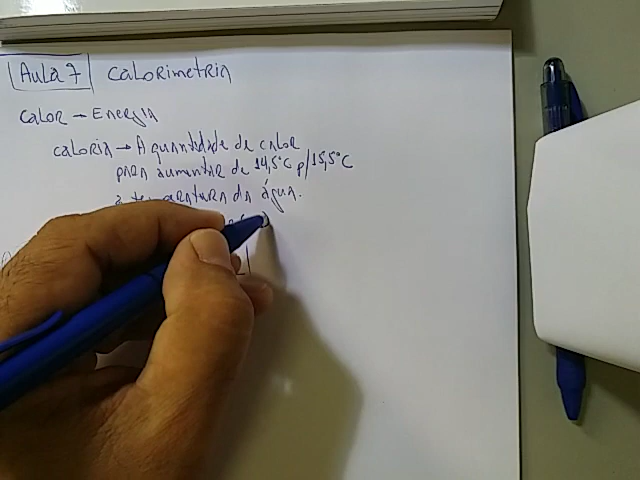 Aula 7 Calorimetria
Calor → Energia
Caloria → A quantidade de calor
para aumentar de 14,5°C p/15,5°C
a temperatura da água.